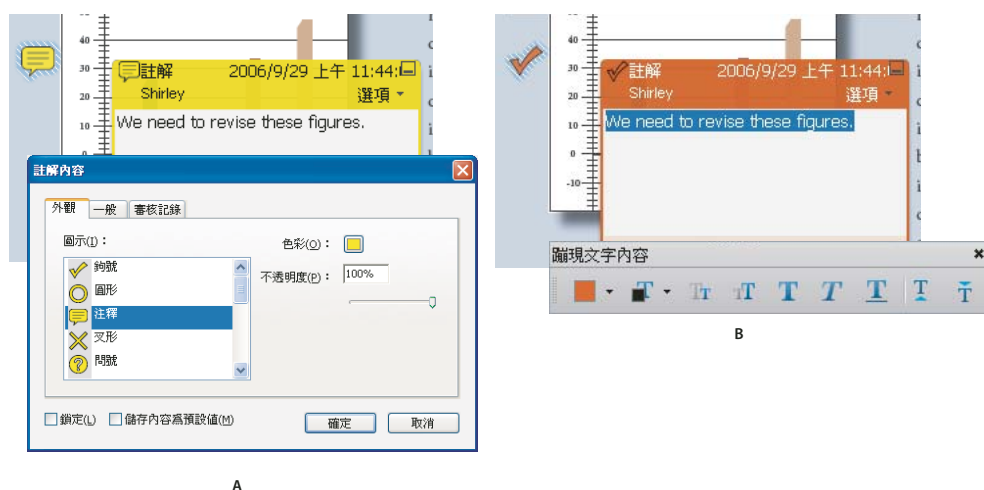 40
30
20
10
0
註解 2006/9/29 上午 11:44:
Shirley 選項
We need to revise these figures.
註解內容
外觀 一般 審核記錄
圖示(I)：
鉤號
圓形
注釋
叉形
問號
色彩(O)：
不透明度(P)： 100%
鎖定(L) 儲存內容為預設值(M) 確定 取消
A
40
30
20
10
0
-10
註解 2006/9/29 上午 11:44:
Shirley 選項
We need to revise these figures.
蹦現文字內容
T TT TT T T T T T
B